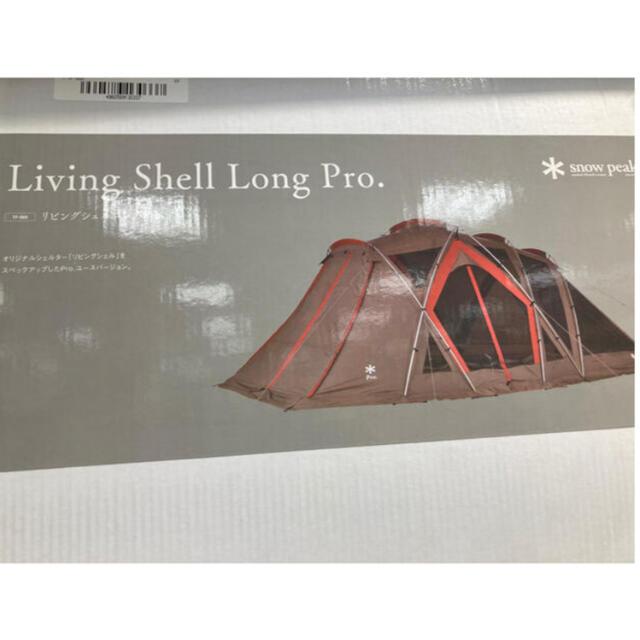 Living Shell Long Pro.
snow peak
リビングシェ
オリジナルシェルター「リビングシェル」を
スペックアップしたPro.ユースバージョン。
Pro.